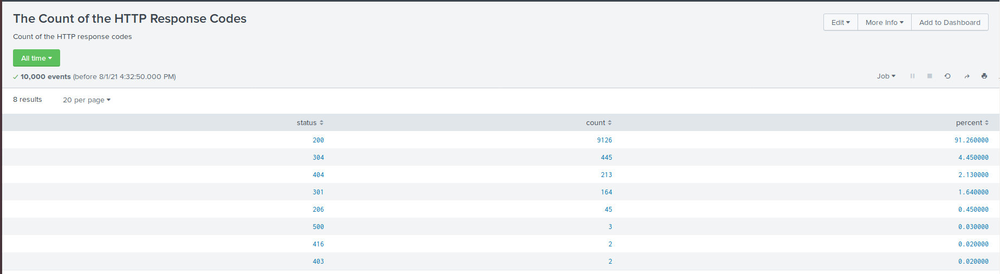 The Count of the HTTP Response Codes
Edit More Info Add to Dashboard
Count of the HTTP response codes
All time
10,000 events (before 8/1/21 4:32:50.000 PM)
Job
8 results 20 per page
status count percent
200 9126 91.260000
304 445 4.450000
404 213 2.130000
301 164 1.640000
206 45 0.450000
500 3 0.030000
416 2 0.020000
403 2 0.020000